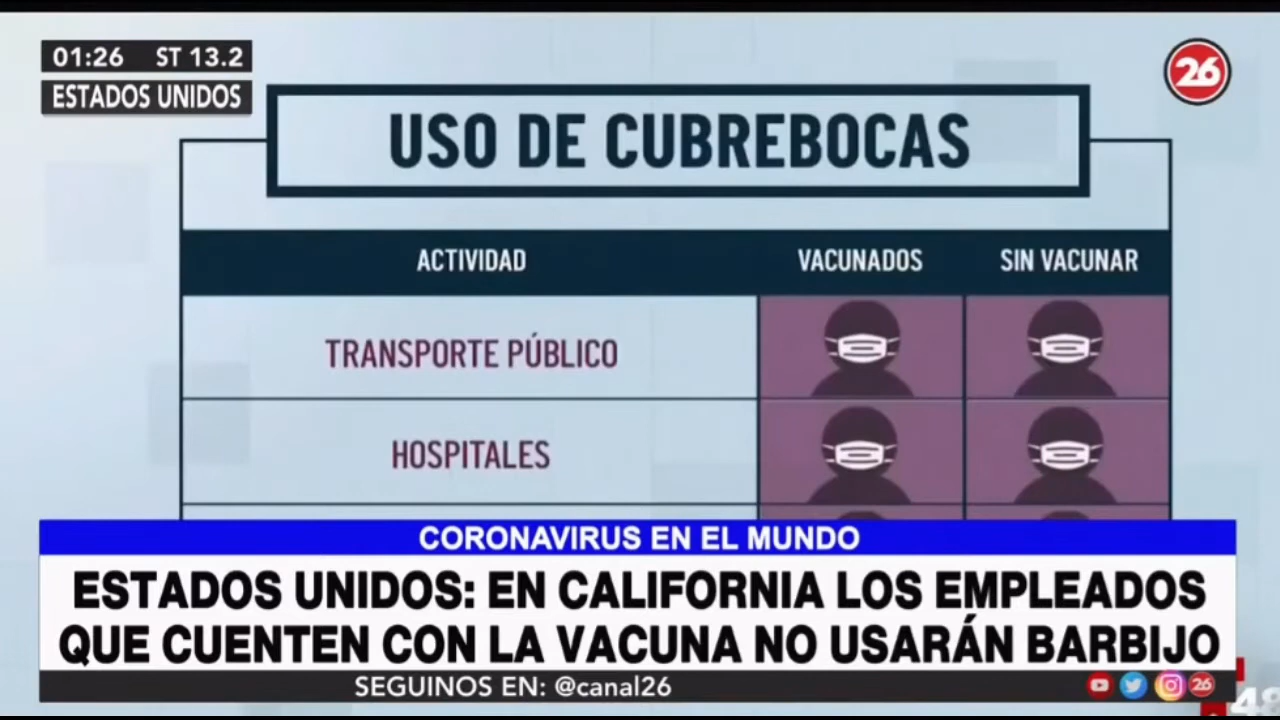 01:26 ST 13.2
ESTADOS UNIDOS
26
USO DE CUBREBOCAS
ACTIVIDAD VACUNADOS SIN VACUNAR
TRANSPORTE PÚBLICO
HOSPITALES
CORONAVIRUS EN EL MUNDO
ESTADOS UNIDOS: EN CALIFORNIA LOS EMPLEADOS
QUE CUENTEN CON LA VACUNA NO USARÁN BARBIJO
SEGUINOS EN: @canal26
26
48